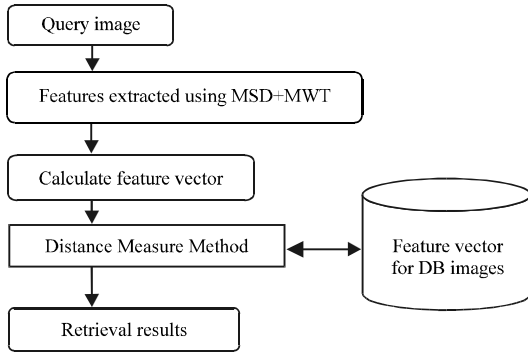 Query image
Features extracted using MSD+MWT
Calculate feature vector
Distance Measure Method
Feature vector
for DB images
Retrieval results